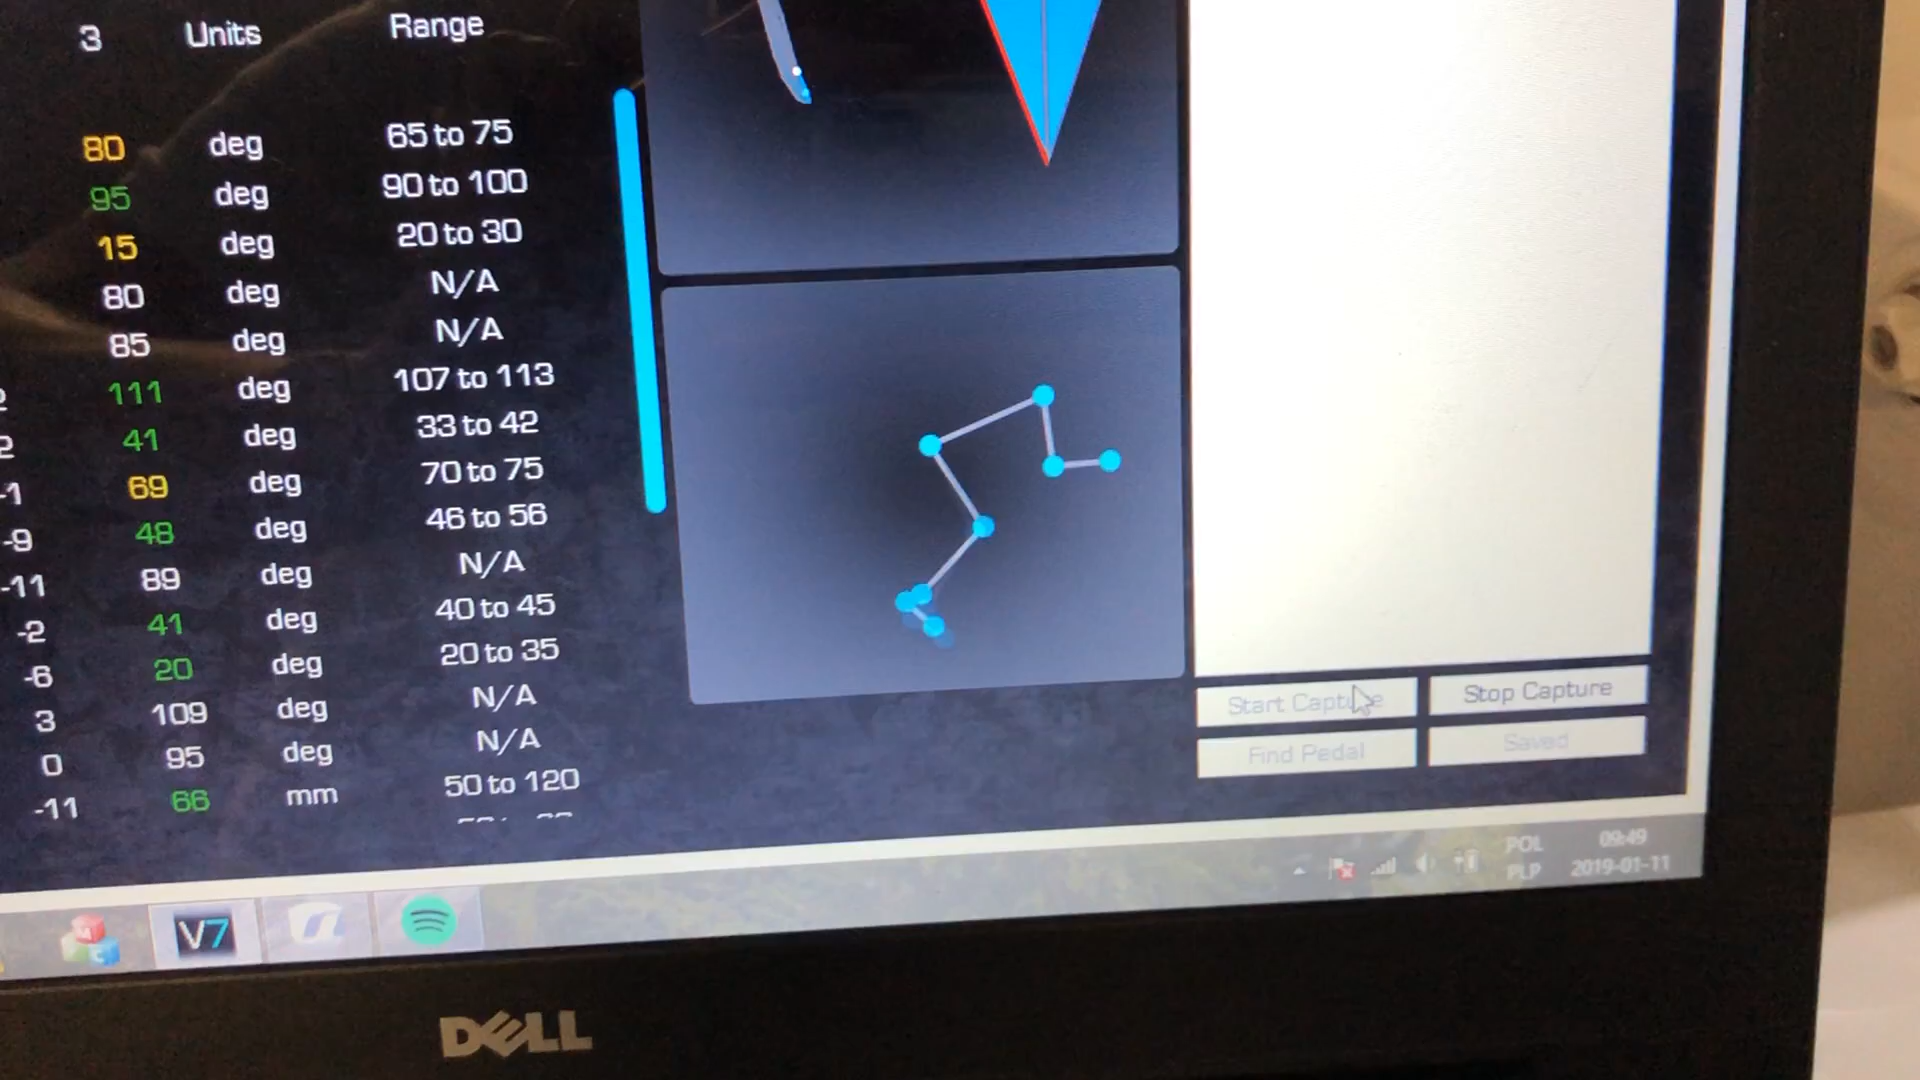 3 Units Range
80 deg 65 to 75
95 deg 90 to 100
15 deg 20 to 30
80 deg N/A
85 deg N/A
2 111 deg 107 to 113
2 41 deg 33 to 42
-1 69 deg 70 to 75
-9 48 deg 46 to 56
-11 89 deg N/A
-2 41 deg 40 to 45
-6 20 deg 20 to 35
3 109 deg N/A
0 95 deg N/A
-11 66 mm 50 to 120
Start Capture Stop Capture
Find Pedal Saved
POL 09:49
PLP 2019-01-11
M
C
V7
DELL